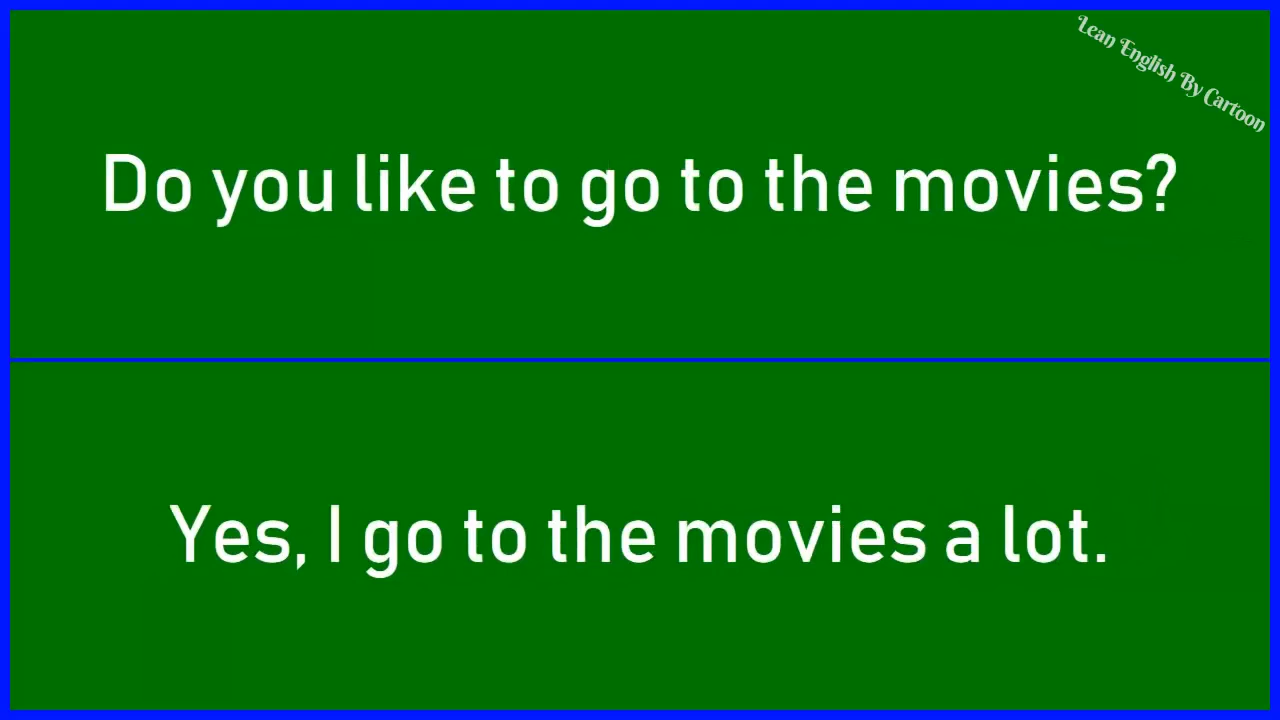 Lean English By Cartoon
Do you like to go to the movies?
Yes, I go to the movies a lot.